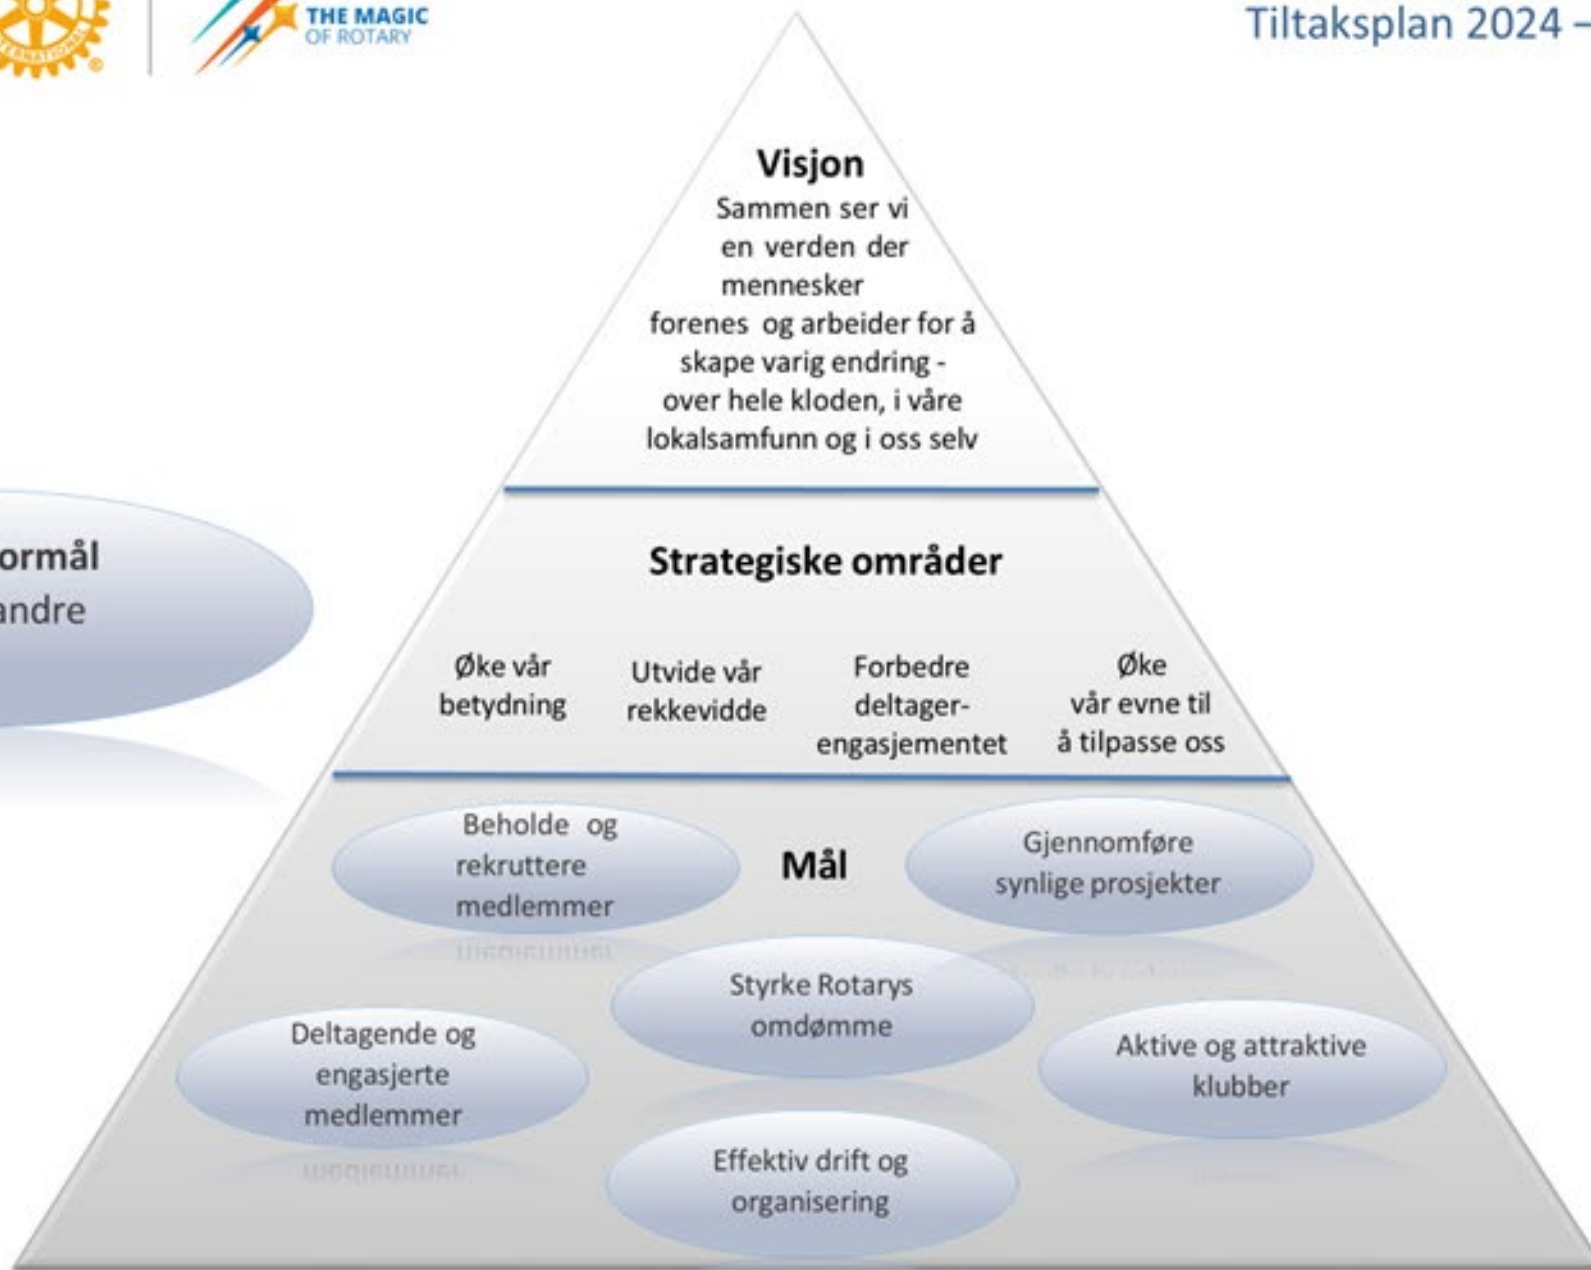 THE MAGIC
OF ROTARY
Tiltaksplan 2024 –
Visjon
Sammen ser vi
en verden der
mennesker
forenes og arbeider for å
skape varig endring -
over hele kloden, i våre
lokalsamfunn og i oss selv
ormål
andre
Strategiske områder
Øke vår
betydning
Utvide vår
rekkevidde
Forbedre
deltager-
engasjementet
Øke
vår evne til
å tilpasse oss
Mål
Beholde og
rekruttere
medlemmer
Gjennomføre
synlige prosjekter
Styrke Rotarys
omdømme
Deltagende og
engasjerte
medlemmer
Aktive og attraktive
klubber
Effektiv drift og
organisering